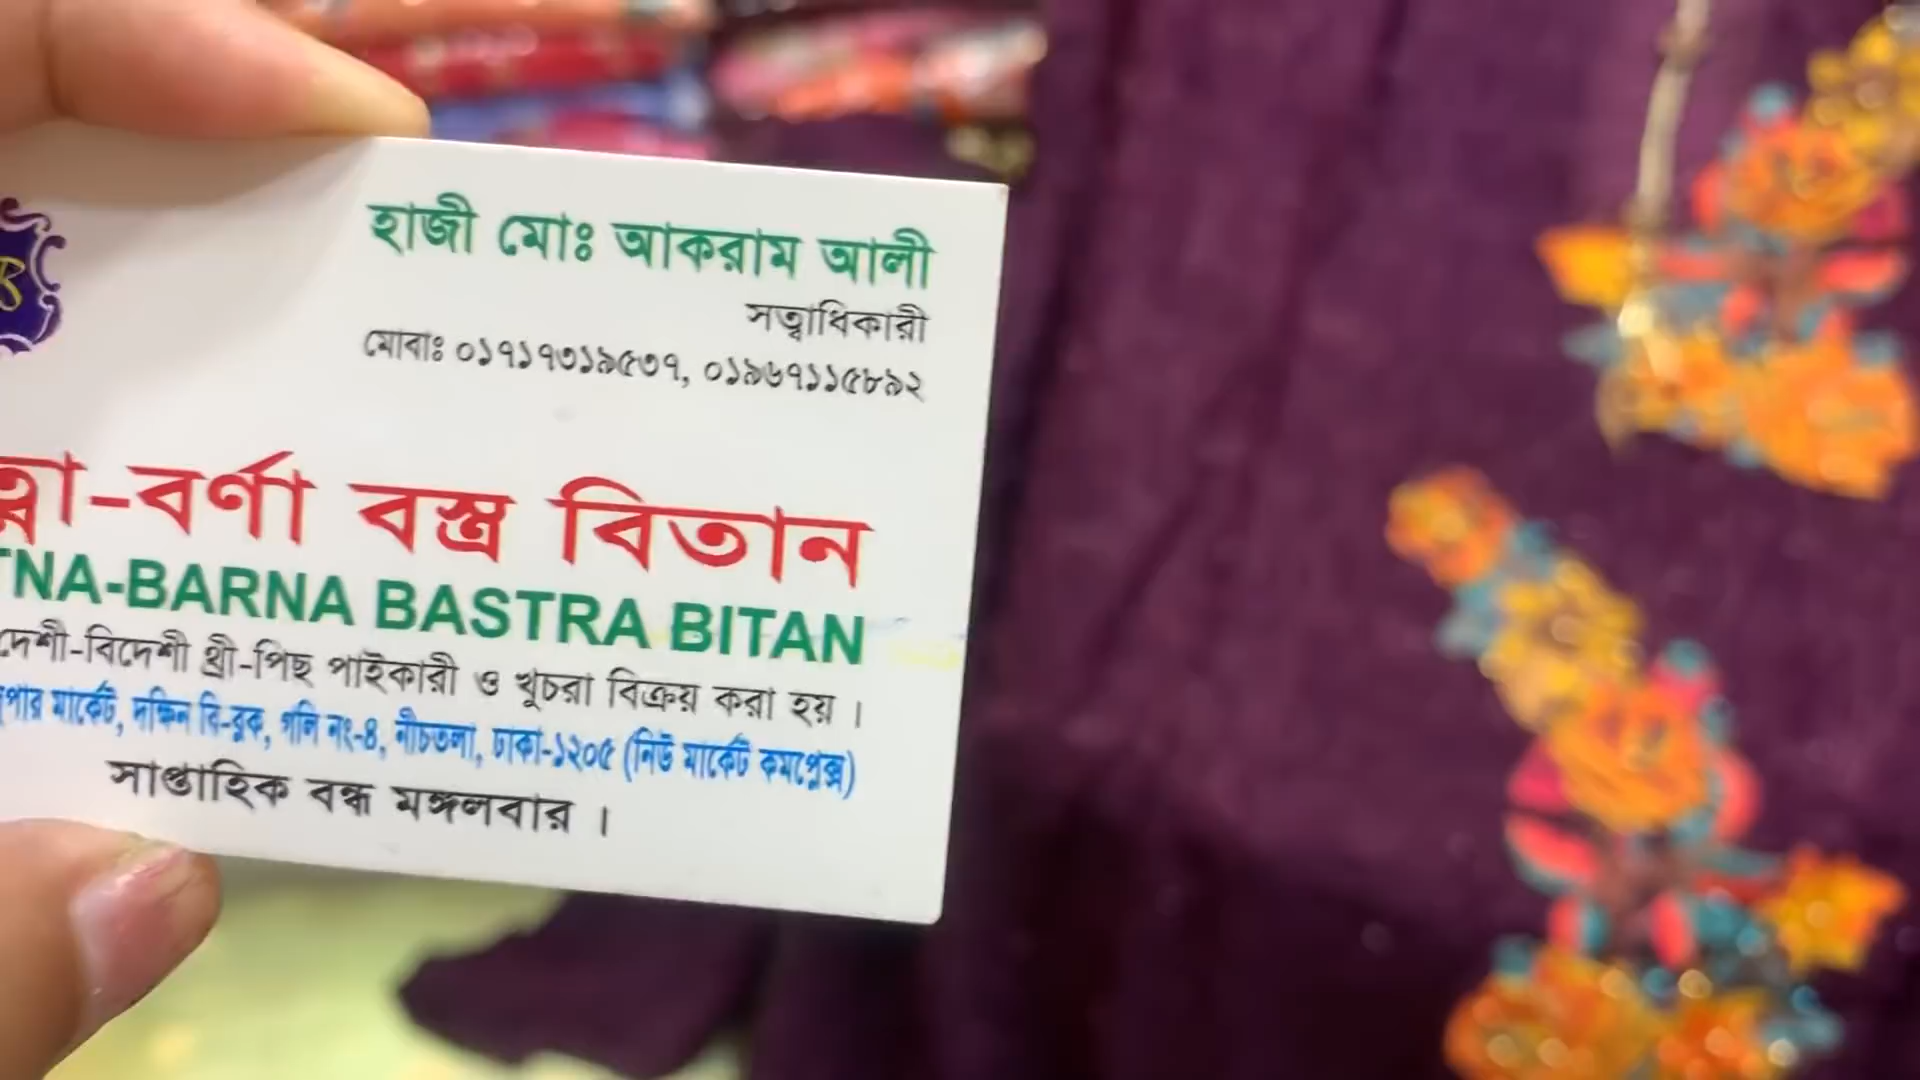 B
হাজী মোঃ আকরাম আলী
সত্বাধিকারী
মোবাঃ ০১৭১৭৩১৯৫৩৭, ০১৯৬৭১১৫৮৯২
ত্না-বর্ণা বস্ত্র বিতান
TNA-BARNA BASTRA BITAN
দেশী-বিদেশী থ্রী-পিছ পাইকারী ও খুচরা বিক্রয় করা হয় ।
সুপার মার্কেট, দক্ষিন বি-ব্লক, গলি নং-৪, নীচতলা, ঢাকা-১২০৫ (নিউ মার্কেট কমপ্লেক্স)
সাপ্তাহিক বন্ধ মঙ্গলবার ।